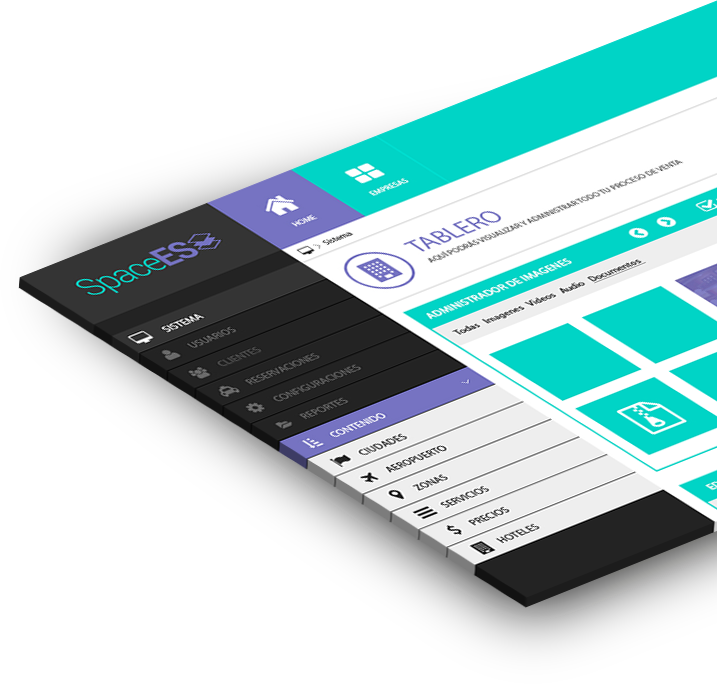 SpaceES
HOME
EMPRESAS
Sistema
TABLERO
AQUÍ PODRÁS VISUALIZAR Y ADMINISTRAR TODO TU PROCESO DE VENTA
ADMINISTRADOR DE IMAGENES
Todas Imagenes Videos Audio Documentos
SISTEMA
USUARIOS
CLIENTES
RESERVACIONES
CONFIGURACIONES
REPORTES
CONTENIDO
CIUDADES
AEROPUERTO
ZONAS
SERVICIOS
PRECIOS
HOTELES